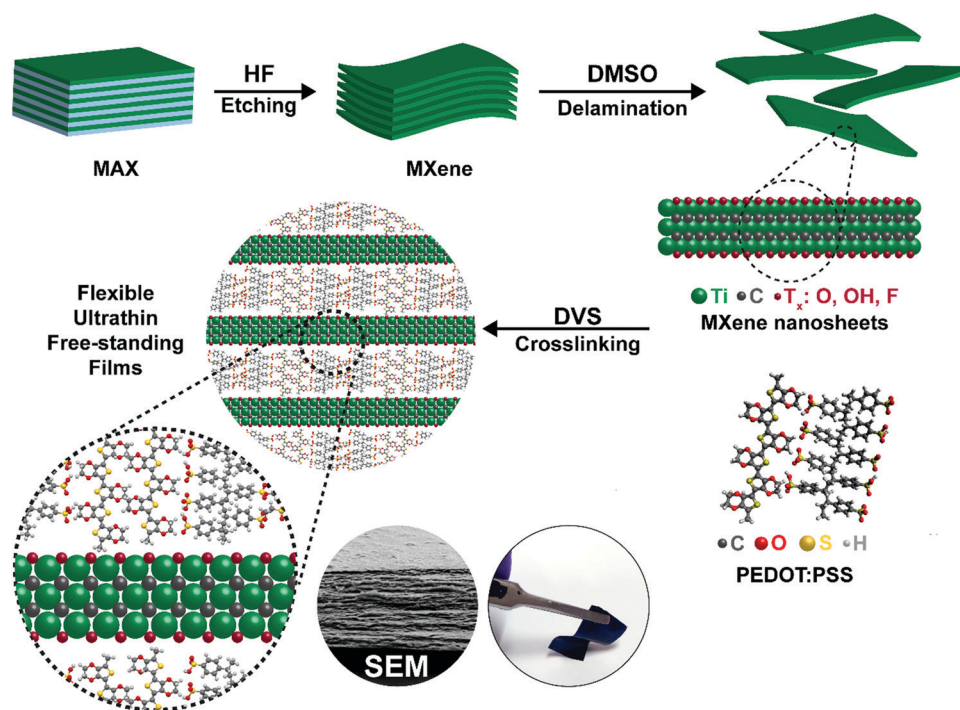 HF
Etching
DMSO
Delamination
MAX
MXene
Ti C Tx: O, OH, F
MXene nanosheets
Flexible
Ultrathin
Free-standing
Films
DVS
Crosslinking
C O S H
PEDOT:PSS
SEM